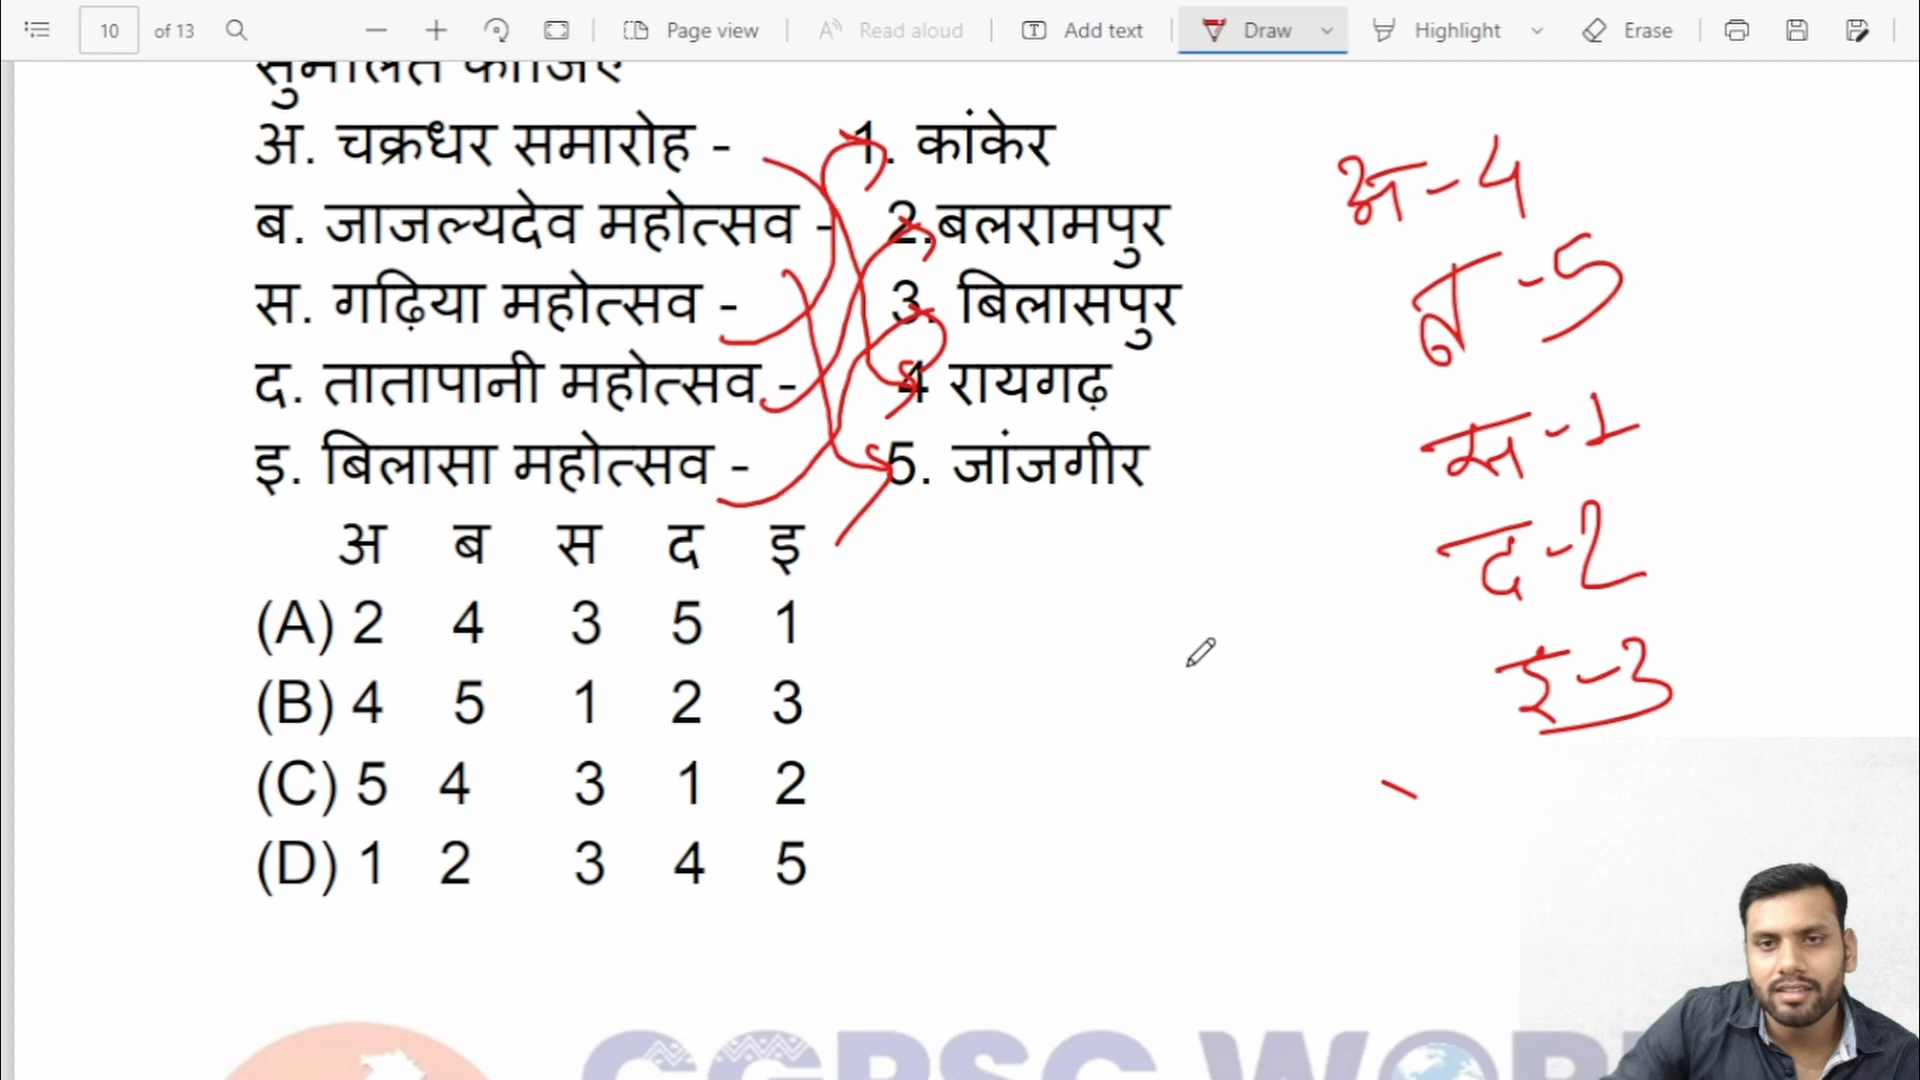 10 of 13 Page view Read aloud Add text Draw Highlight Erase
सुमेलित कीजिए
अ. चक्रधर समारोह - 1. कांकेर
ब. जाजल्यदेव महोत्सव - 2.बलरामपुर
स. गढ़िया महोत्सव - 3. बिलासपुर
द. तातापानी महोत्सव - 4 रायगढ़
इ. बिलासा महोत्सव - 5. जांजगीर
अ ब स द इ
(A) 2 4 3 5 1
(B) 4 5 1 2 3
(C) 5 4 3 1 2
(D) 1 2 3 4 5
अ-4
ब-5
स-1
द-2
इ-3
CGPSC